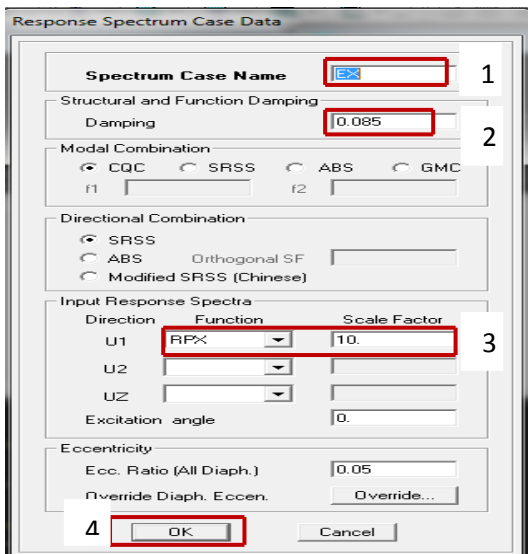 Response Spectrum Case Data
Spectrum Case Name EX 1
Structural and Function Damping
Damping 0.085 2
Modal Combination
CQC SRSS ABS GMC
f1 f2
Directional Combination
SRSS
ABS Orthogonal SF
Modified SRSS (Chinese)
Input Response Spectra
Direction Function Scale Factor
U1 RPX 10. 3
U2
UZ
Excitation angle 0.
Eccentricity
Ecc. Ratio (All Diaph.) 0.05
Override Diaph. Eccen. Override...
4 OK Cancel